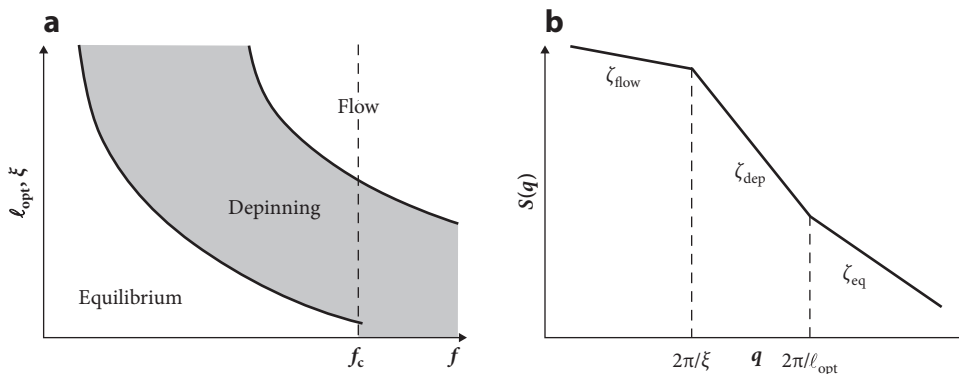 a
ℓopt, ξ
Flow
Depinning
Equilibrium
fc
f
b
S(q)
ζflow
ζdep
ζeq
2π/ξ
q
2π/ℓopt